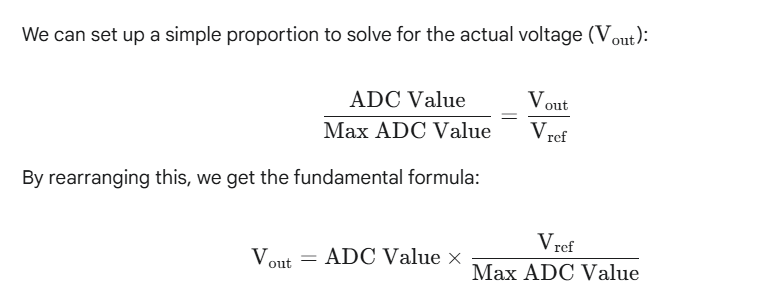 We can set up a simple proportion to solve for the actual voltage (Vout):
ADC Value / Max ADC Value = Vout / Vref
By rearranging this, we get the fundamental formula:
Vout = ADC Value × Vref / Max ADC Value